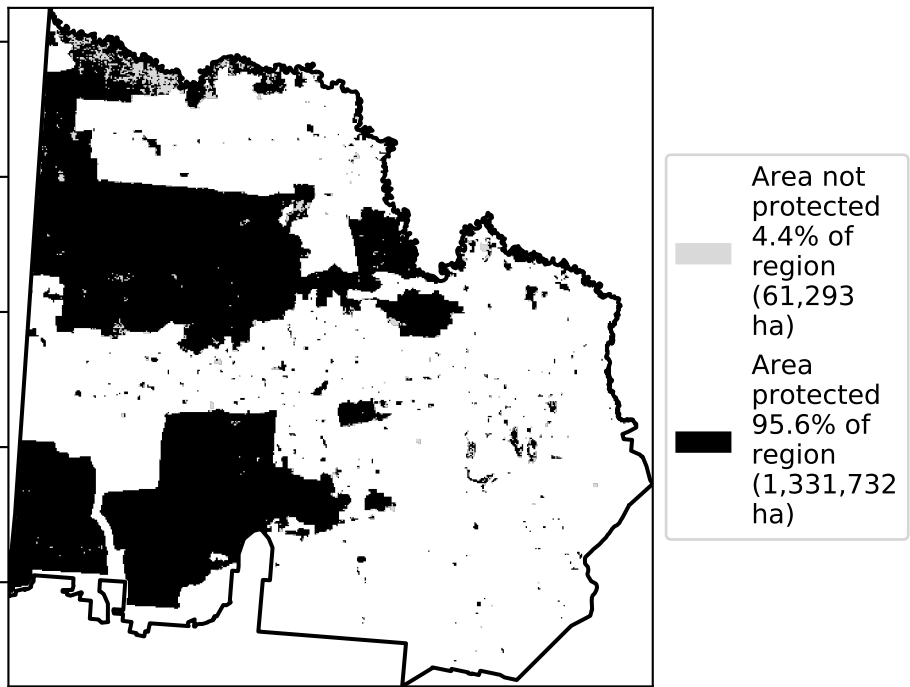 Area not
protected
4.4% of
region
(61,293
ha)
Area
protected
95.6% of
region
(1,331,732
ha)